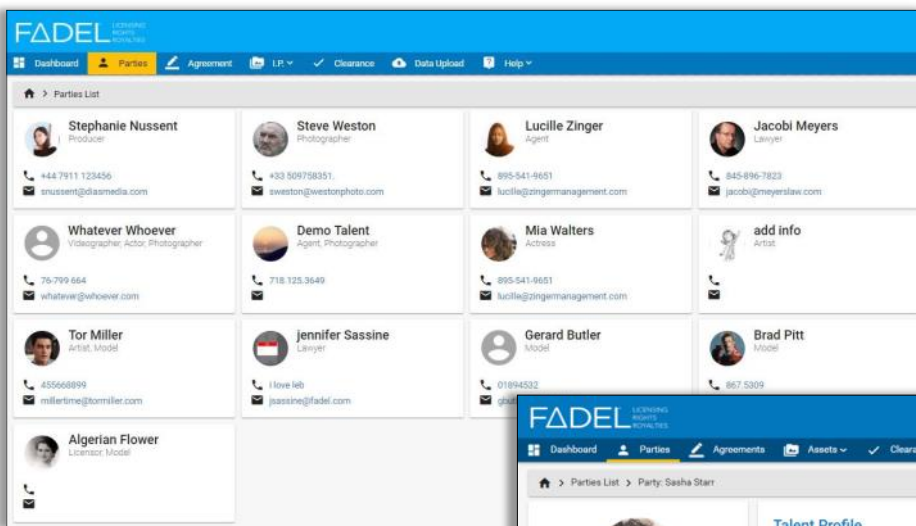 FADEL LICENSING
RIGHTS
ROYALTIES
Dashboard Parties Agreement I.P. Clearance Data Upload Help
> Parties List
Stephanie Nussent
Producer
+44 7911 123456
snussent@diasmedia.com
Steve Weston
Photographer
+33 509758351.
sweston@westonphoto.com
Lucille Zinger
Agent
895-541-9651
lucille@zingermanagement.com
Jacobi Meyers
Lawyer
845-896-7823
jacobi@meyerslaw.com
Whatever Whoever
Videographer, Actor, Photographer
76-799 664
whatever@whoever.com
Demo Talent
Agent, Photographer
718.125.3649
Mia Walters
Actress
895-541-9651
lucille@zingermanagement.com
add info
Artist
Tor Miller
Artist, Model
455668899
millertime@tormiller.com
jennifer Sassine
Lawyer
i love leb
jsassine@fadel.com
Gerard Butler
Model
01894532
Brad Pitt
Model
867.5309
Algerian Flower
Licensor, Model
FADEL LICENSING
RIGHTS
ROYALTIES
Dashboard Parties Agreements Assets
> Parties List > Party: Sasha Starr
Talent Profile